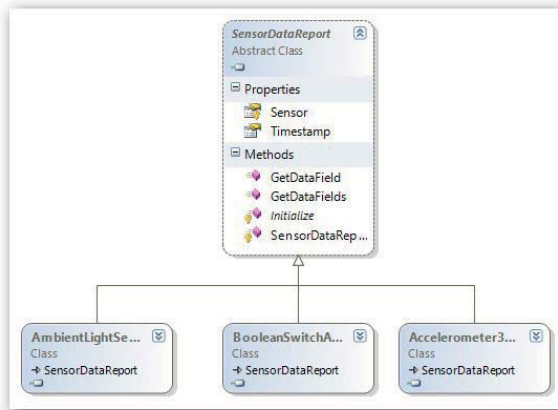 SensorDataReport
Abstract Class
Properties
Sensor
Timestamp
Methods
GetDataField
GetDataFields
Initialize
SensorDataRep...
AmbientLightSe...
Class
SensorDataReport
BooleanSwitchA...
Class
SensorDataReport
Accelerometer3...
Class
SensorDataReport